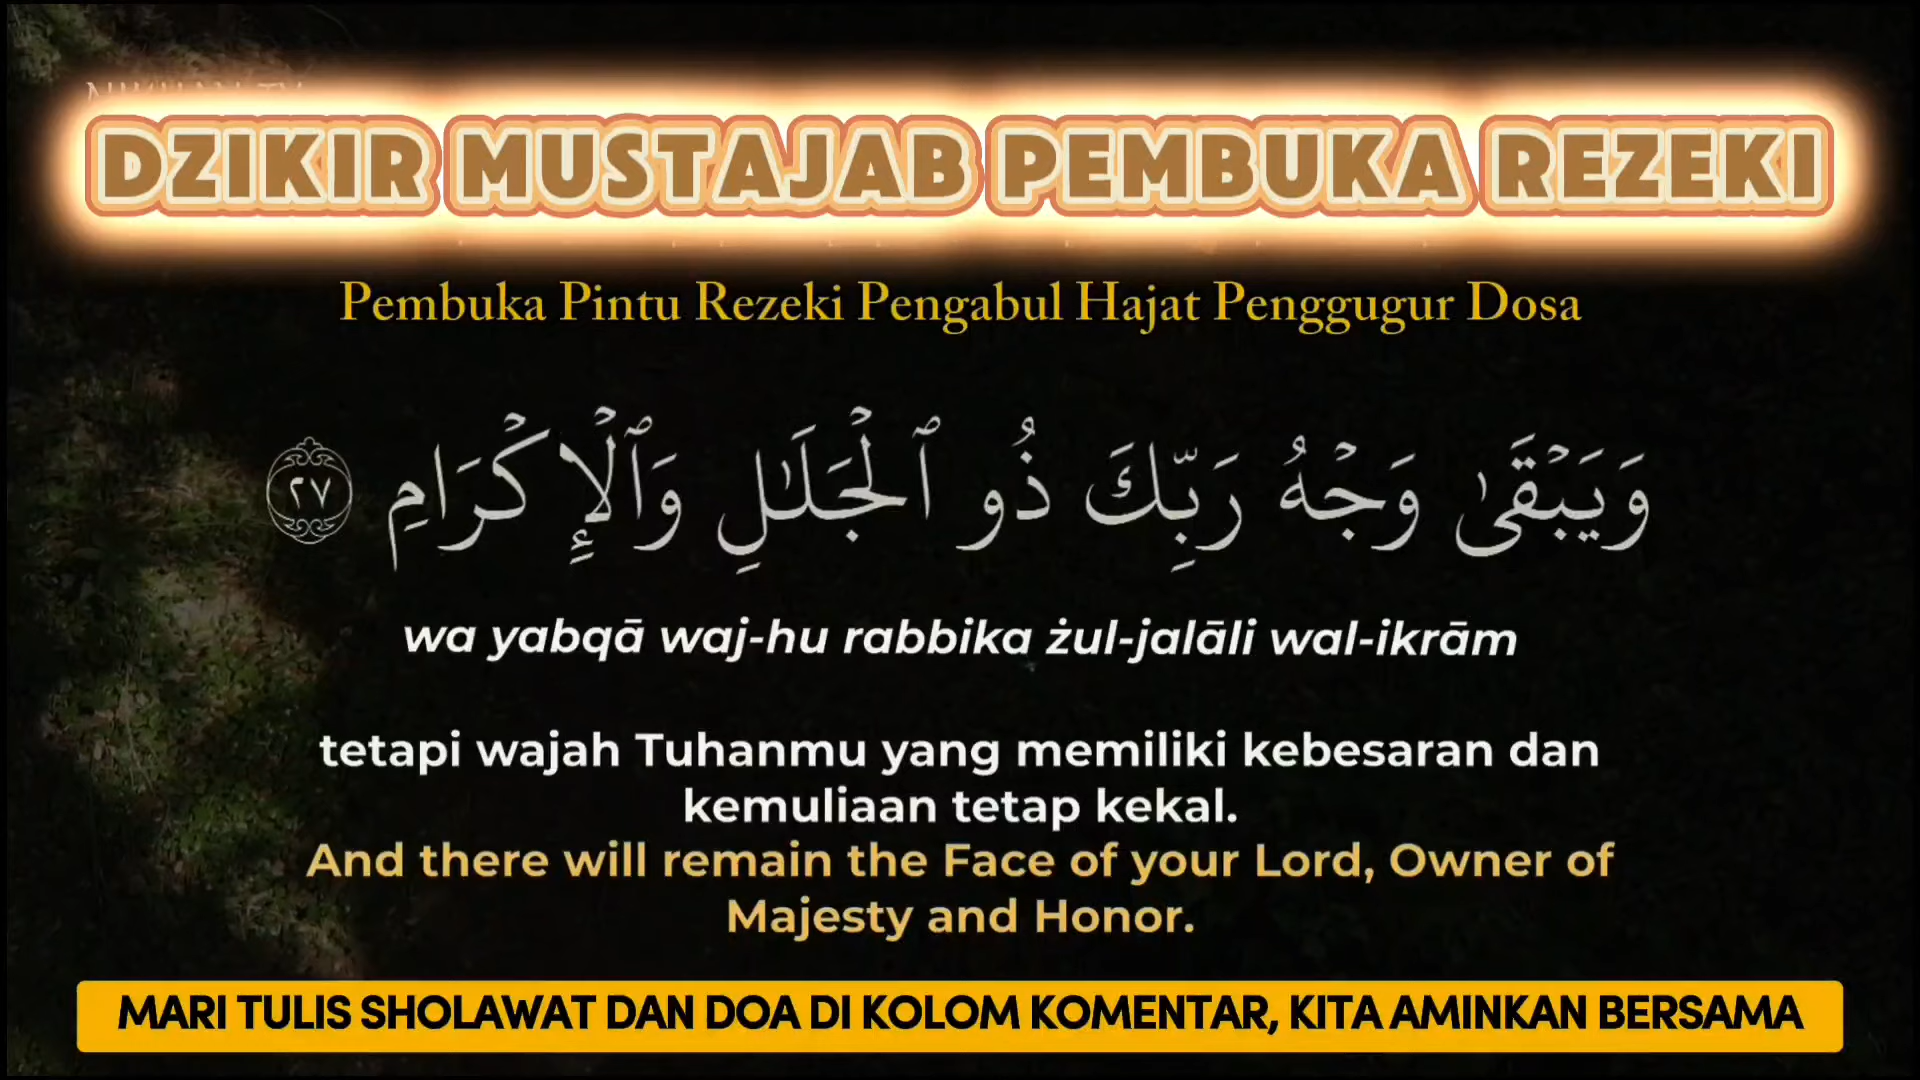 DZIKIR MUSTAJAB PEMBUKA REZEKI
Pembuka Pintu Rezeki Pengabul Hajat Penggugur Dosa
وَيَبْقَىٰ وَجْهُ رَبِّكَ ذُو ٱلْجَلَـٰلِ وَٱلْإِكْرَامِ ٢٧
wa yabqā waj-hu rabbika żul-jalāli wal-ikrām
tetapi wajah Tuhanmu yang memiliki kebesaran dan
kemuliaan tetap kekal.
And there will remain the Face of your Lord, Owner of
Majesty and Honor.
MARI TULIS SHOLAWAT DAN DOA DI KOLOM KOMENTAR, KITA AMINKAN BERSAMA